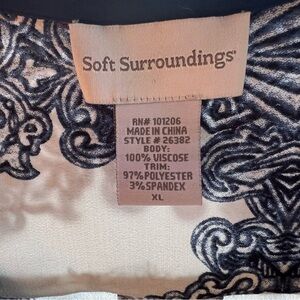 Soft Surroundings®
RN# 101206
MADE IN CHINA
STYLE # 26382
BODY:
100% VISCOSE
TRIM:
97% POLYESTER
3% SPANDEX
XL